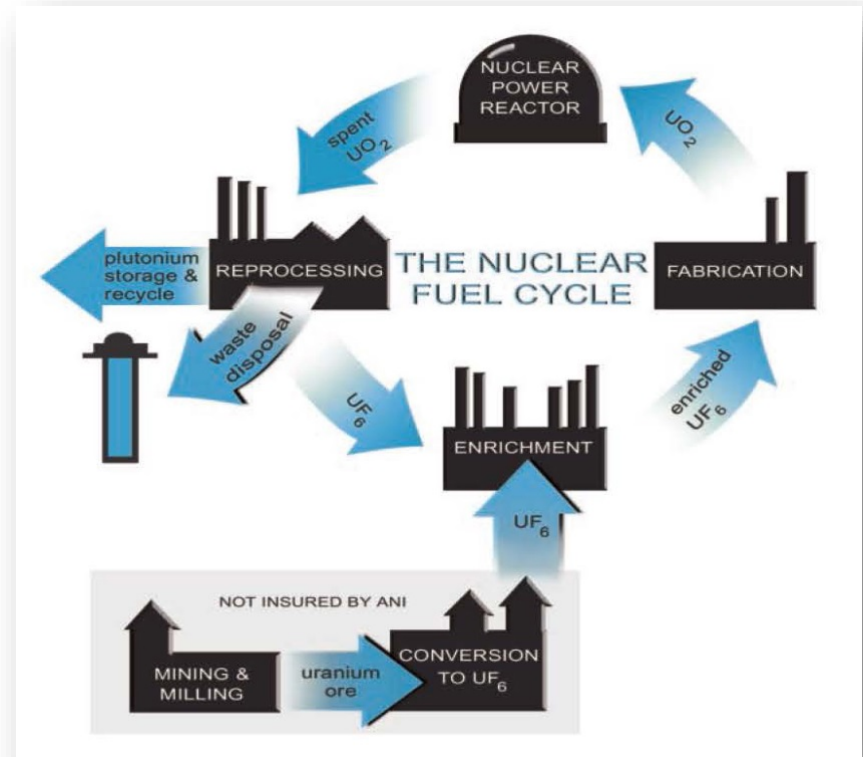 NUCLEAR
POWER
REACTOR
spent
UO₂
UO₂
plutonium
storage &
recycle
REPROCESSING
THE NUCLEAR
FUEL CYCLE
FABRICATION
waste
disposal
UF₆
ENRICHMENT
enriched
UF₆
UF₆
NOT INSURED BY ANI
MINING &
MILLING
uranium
ore
CONVERSION
TO UF₆